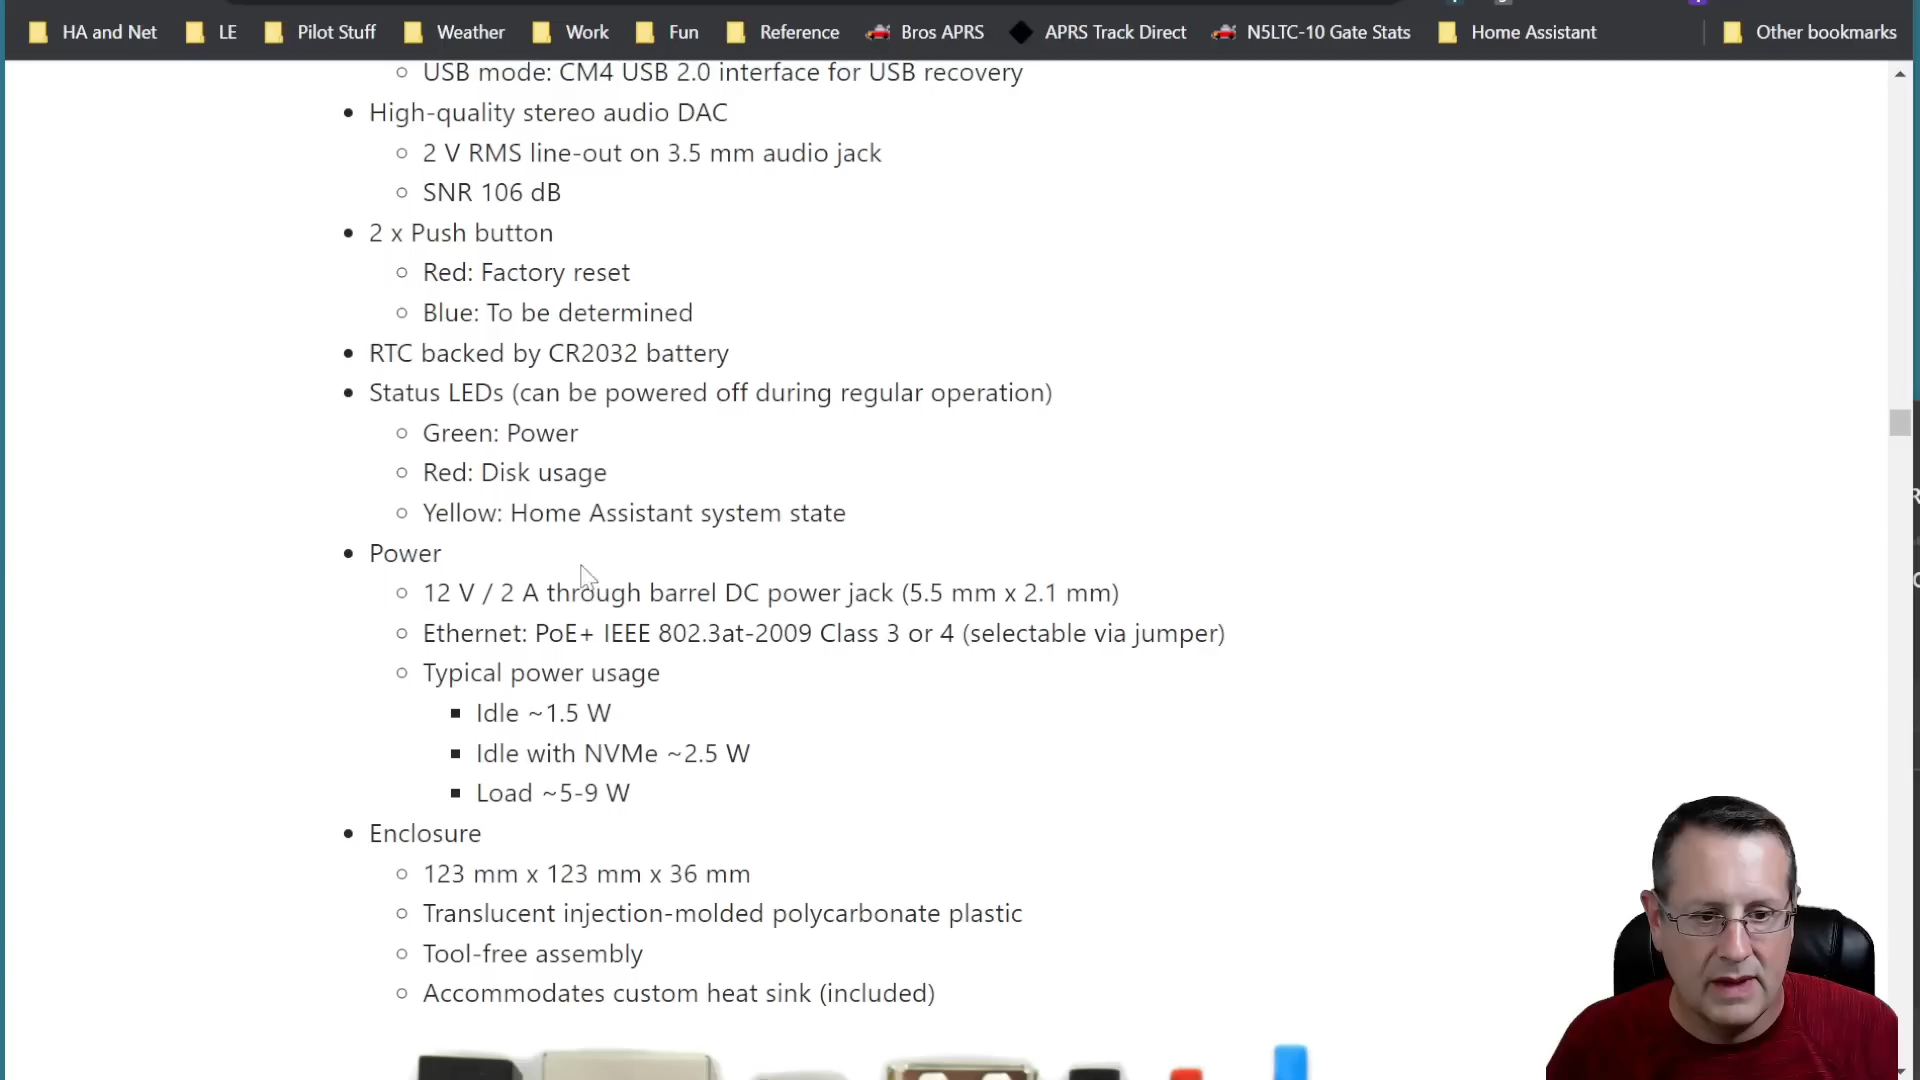 HA and Net LE Pilot Stuff Weather Work Fun Reference Bros APRS APRS Track Direct N5LTC-10 Gate Stats Home Assistant Other bookmarks
USB mode: CM4 USB 2.0 interface for USB recovery
High-quality stereo audio DAC
2 V RMS line-out on 3.5 mm audio jack
SNR 106 dB
2 x Push button
Red: Factory reset
Blue: To be determined
RTC backed by CR2032 battery
Status LEDs (can be powered off during regular operation)
Green: Power
Red: Disk usage
Yellow: Home Assistant system state
Power
12 V / 2 A through barrel DC power jack (5.5 mm x 2.1 mm)
Ethernet: PoE+ IEEE 802.3at-2009 Class 3 or 4 (selectable via jumper)
Typical power usage
Idle ~1.5 W
Idle with NVMe ~2.5 W
Load ~5-9 W
Enclosure
123 mm x 123 mm x 36 mm
Translucent injection-molded polycarbonate plastic
Tool-free assembly
Accommodates custom heat sink (included)